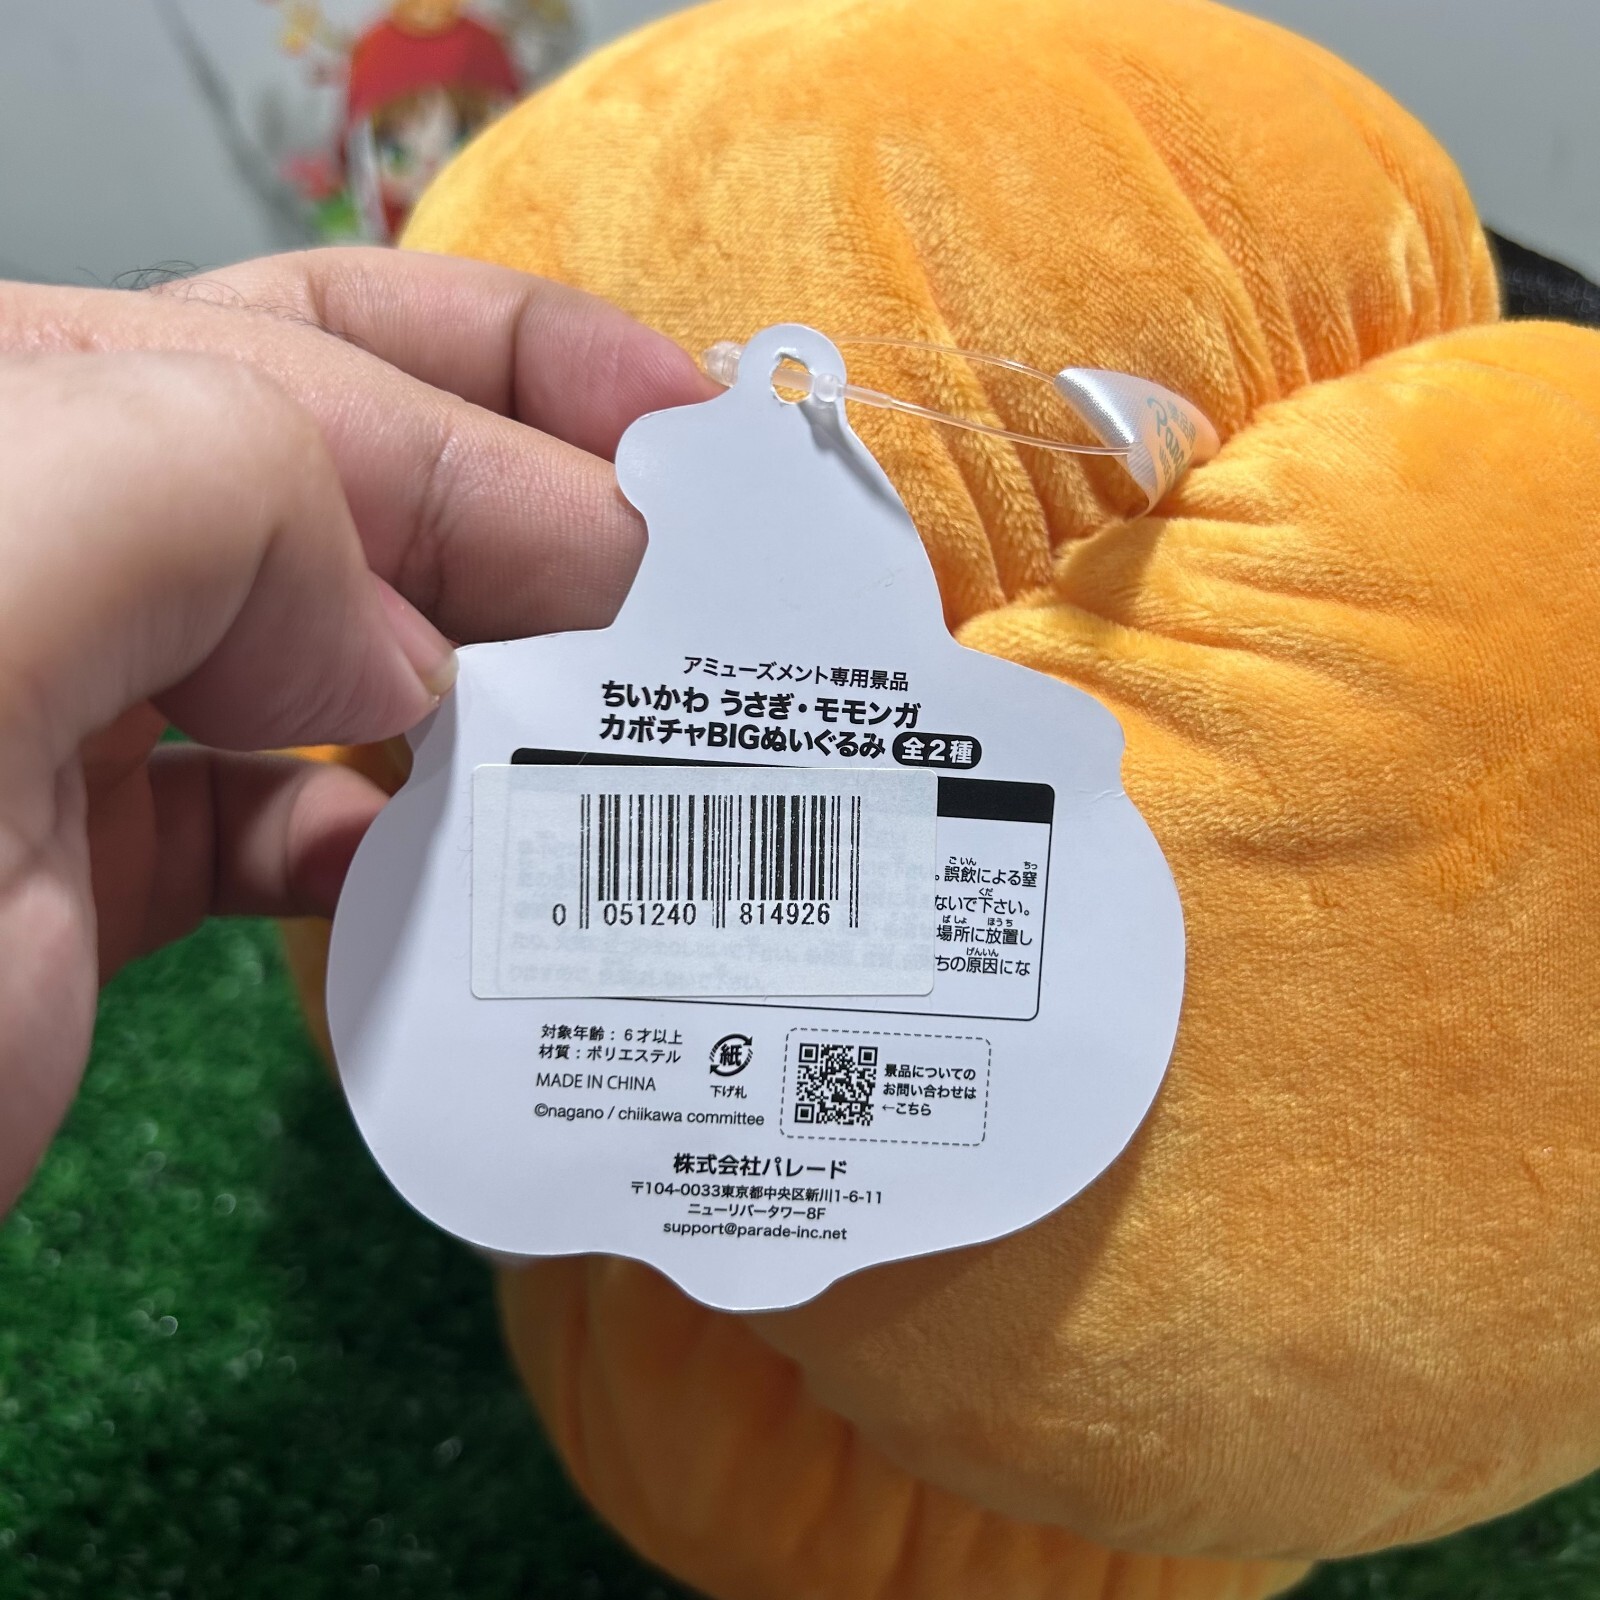 アミューズメント専用景品
ちいかわ うさぎ・モモンガ
カボチャBIGぬいぐるみ 全2種
0 051240 814926
。誤飲による窒
ないで下さい。
場所に放置し
ちの原因にな
対象年齢：6才以上
材質：ポリエステル
MADE IN CHINA
©nagano / chiikawa committee
紙
下げ札
景品についての
お問い合わせは
←こちら
株式会社パレード
〒104-0033東京都中央区新川1-6-11
ニューリバータワー8F
support@parade-inc.net